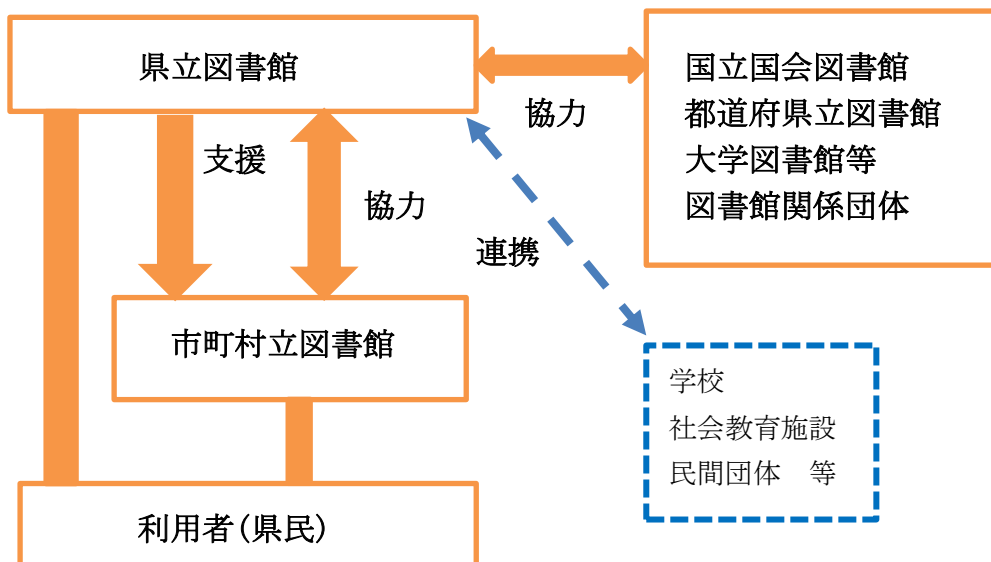 県立図書館
国立国会図書館
都道府県立図書館
大学図書館等
図書館関係団体
協力
支援
協力
連携
市町村立図書館
学校
社会教育施設
民間団体　等
利用者(県民)